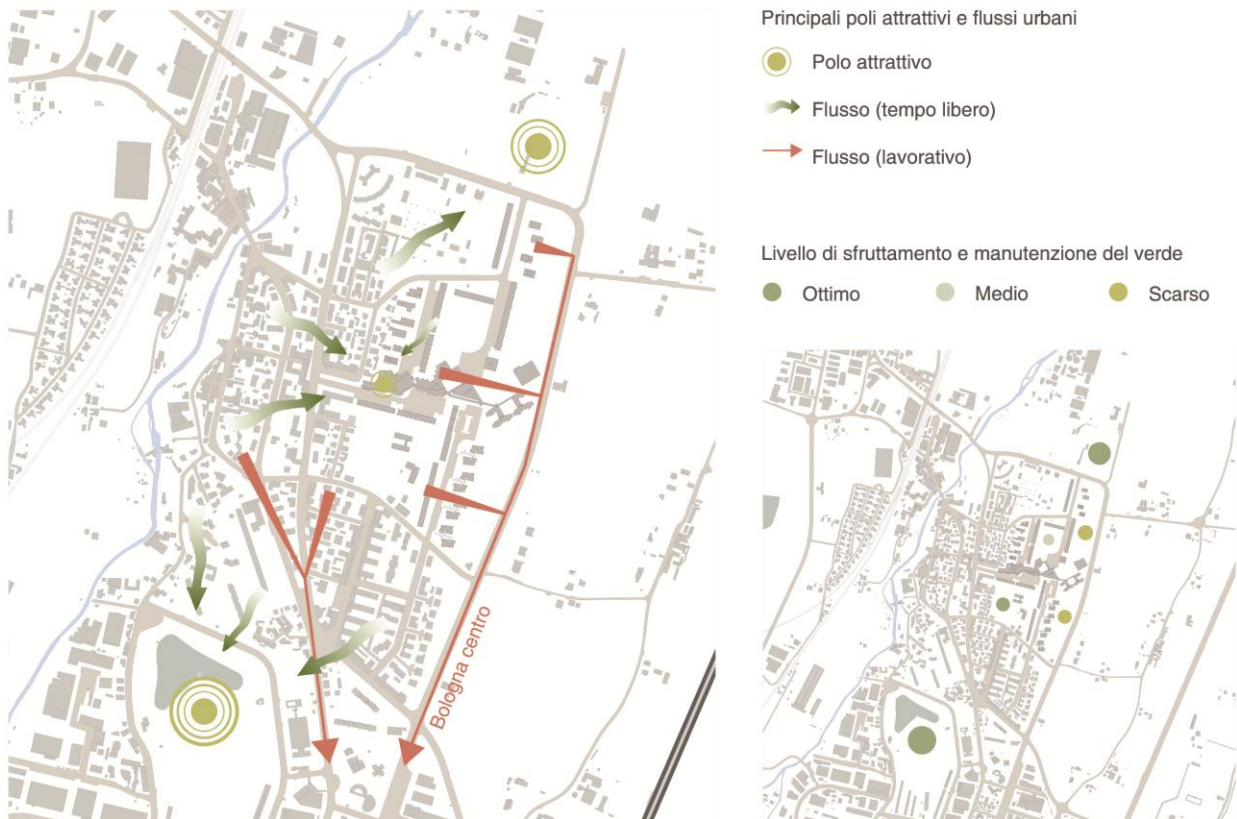 Principali poli attrattivi e flussi urbani
Polo attrattivo
Flusso (tempo libero)
Flusso (lavorativo)
Livello di sfruttamento e manutenzione del verde
Ottimo
Medio
Scarso
Bologna centro